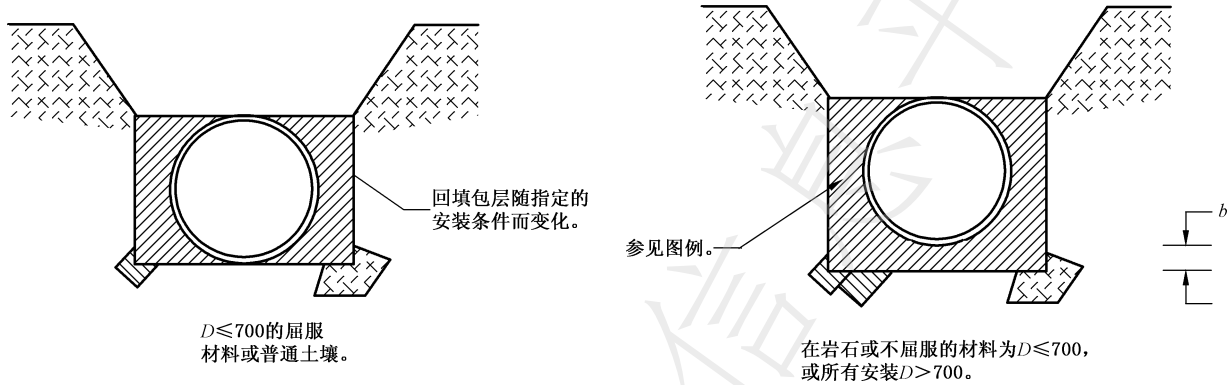 回填包层随指定的
安装条件而变化。
D≤700的屈服
材料或普通土壤。
参见图例。
b
在岩石或不屈服的材料为D≤700，
或所有安装D>700。